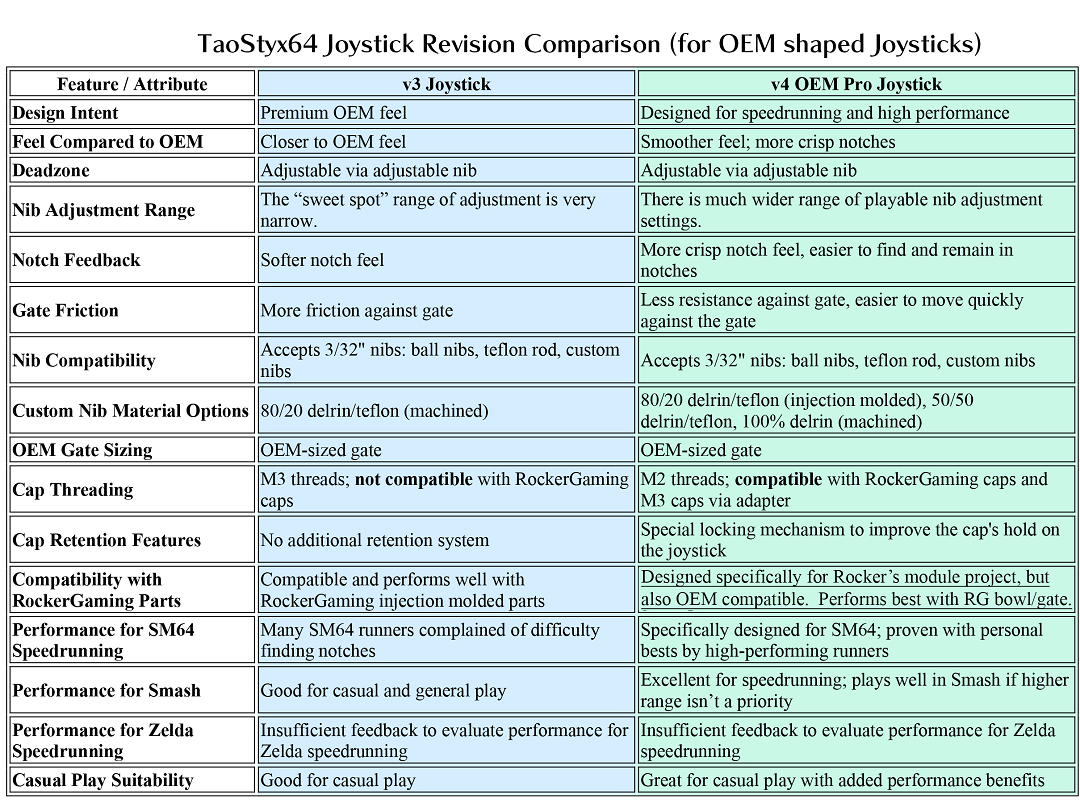 TaoStyx64 Joystick Revision Comparison (for OEM shaped Joysticks)
Feature / Attribute
v3 Joystick
v4 OEM Pro Joystick
Design Intent
Premium OEM feel
Designed for speedrunning and high performance
Feel Compared to OEM
Closer to OEM feel
Smoother feel; more crisp notches
Deadzone
Adjustable via adjustable nib
Adjustable via adjustable nib
Nib Adjustment Range
The “sweet spot” range of adjustment is very
narrow.
There is much wider range of playable nib adjustment
settings.
Notch Feedback
Softer notch feel
More crisp notch feel, easier to find and remain in
notches
Gate Friction
More friction against gate
Less resistance against gate, easier to move quickly
against the gate
Nib Compatibility
Accepts 3/32" nibs: ball nibs, teflon rod, custom
nibs
Accepts 3/32" nibs: ball nibs, teflon rod, custom nibs
Custom Nib Material Options
80/20 delrin/teflon (machined)
80/20 delrin/teflon (injection molded), 50/50
delrin/teflon, 100% delrin (machined)
OEM Gate Sizing
OEM-sized gate
OEM-sized gate
Cap Threading
M3 threads; not compatible with RockerGaming
caps
M2 threads; compatible with RockerGaming caps and
M3 caps via adapter
Cap Retention Features
No additional retention system
Special locking mechanism to improve the cap's hold on
the joystick
Compatibility with
RockerGaming Parts
Compatible and performs well with
RockerGaming injection molded parts
Designed specifically for Rocker’s module project, but
also OEM compatible.  Performs best with RG bowl/gate.
Performance for SM64
Speedrunning
Many SM64 runners complained of difficulty
finding notches
Specifically designed for SM64; proven with personal
bests by high-performing runners
Performance for Smash
Good for casual and general play
Excellent for speedrunning; plays well in Smash if higher
range isn’t a priority
Performance for Zelda
Speedrunning
Insufficient feedback to evaluate performance for
Zelda speedrunning
Insufficient feedback to evaluate performance for Zelda
speedrunning
Casual Play Suitability
Good for casual play
Great for casual play with added performance benefits